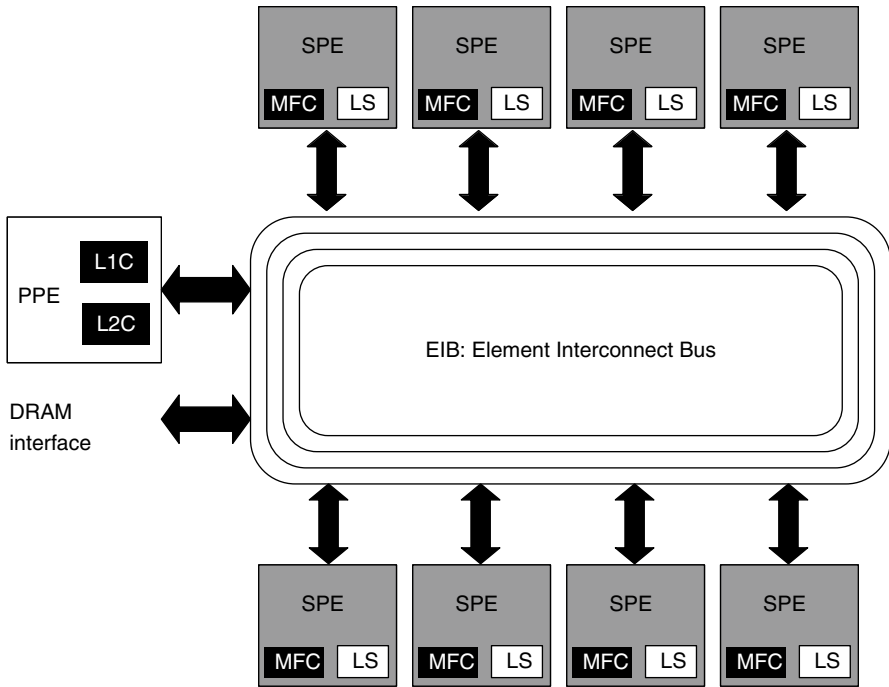 SPE SPE SPE SPE
MFC LS MFC LS MFC LS MFC LS
L1C
PPE
L2C
EIB: Element Interconnect Bus
DRAM
interface
SPE SPE SPE SPE
MFC LS MFC LS MFC LS MFC LS